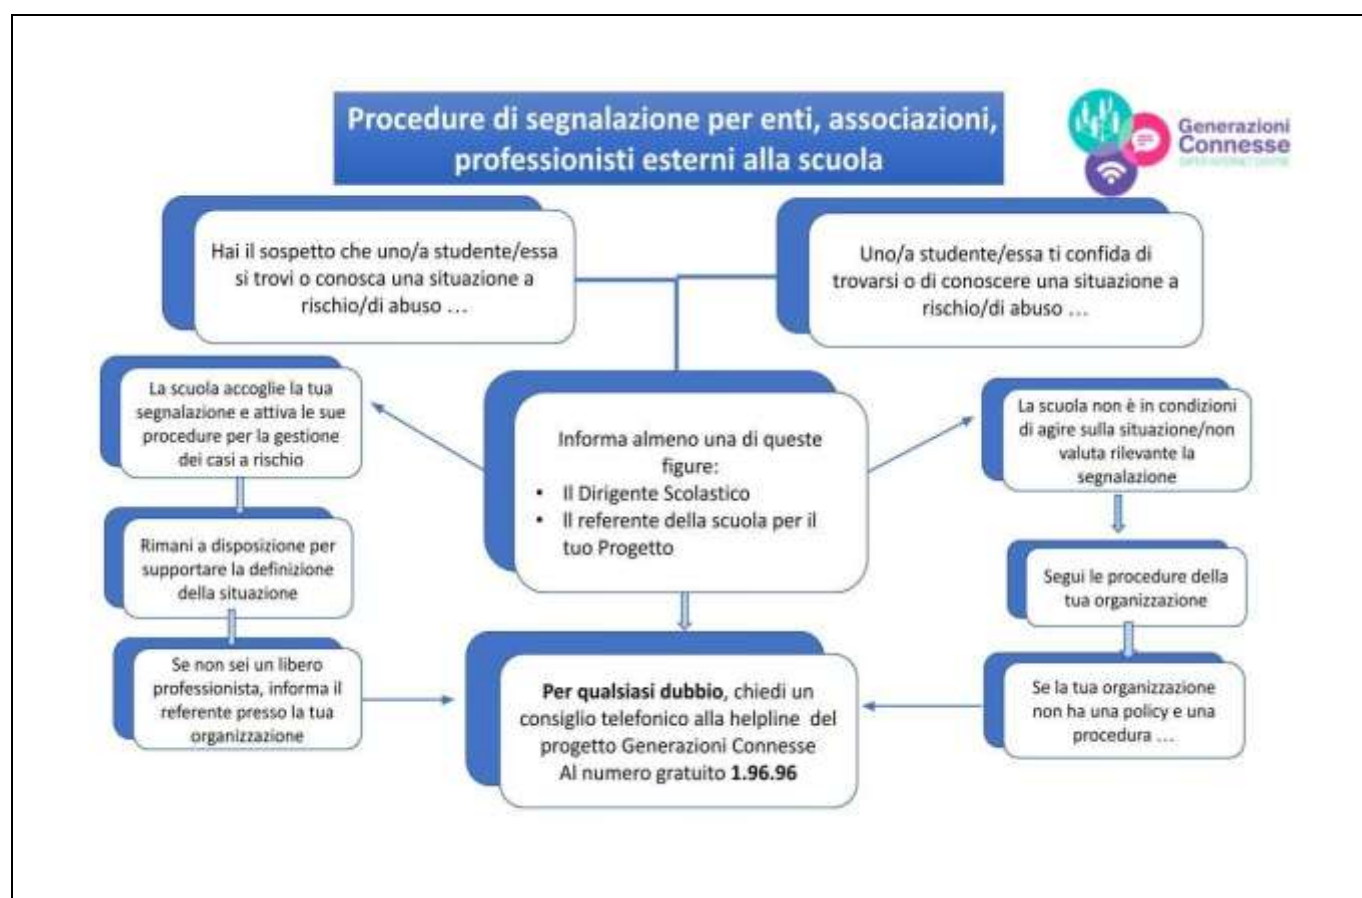 Procedure di segnalazione per enti, associazioni,
professionisti esterni alla scuola
Generazioni
Connesse
Hai il sospetto che uno/a studente/essa
si trovi o conosca una situazione a
rischio/di abuso ...
Uno/a studente/essa ti confida di
trovarsi o di conoscere una situazione a
rischio/di abuso ...
La scuola accoglie la tua
segnalazione e attiva le sue
procedure per la gestione
dei casi a rischio
Informa almeno una di queste
figure:
• Il Dirigente Scolastico
• Il referente della scuola per il
tuo Progetto
La scuola non è in condizioni
di agire sulla situazione/non
valuta rilevante la
segnalazione
Rimani a disposizione per
supportare la definizione
della situazione
Segui le procedure della
tua organizzazione
Se non sei un libero
professionista, informa il
referente presso la tua
organizzazione
Per qualsiasi dubbio, chiedi un
consiglio telefonico alla helpline del
progetto Generazioni Connesse
Al numero gratuito 1.96.96
Se la tua organizzazione
non ha una policy e una
procedura ...